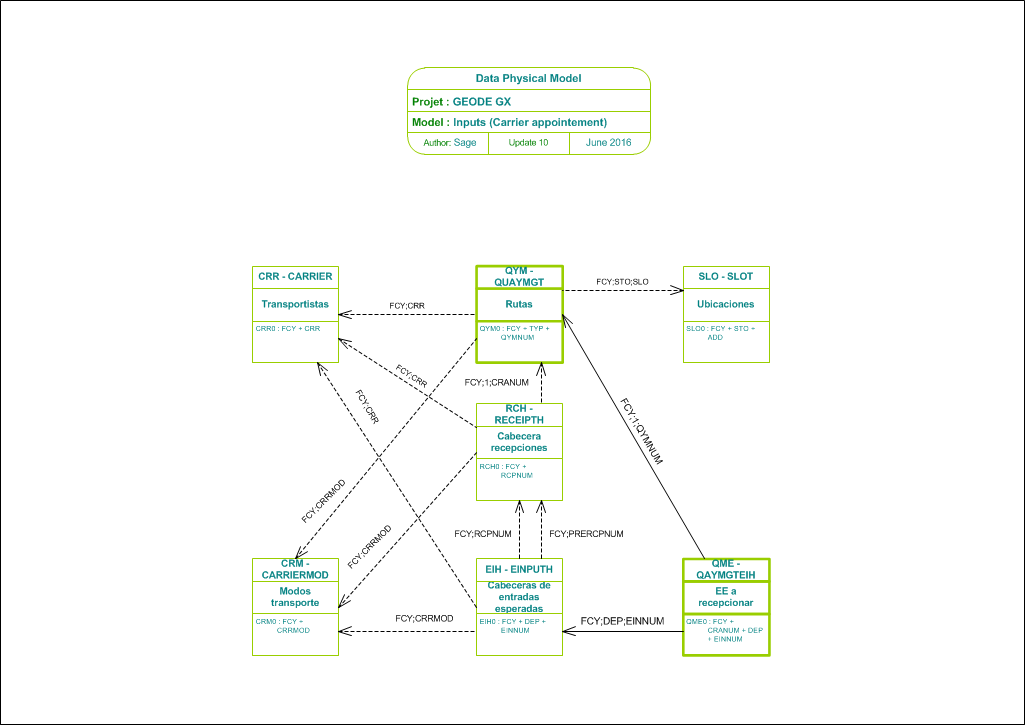 Data Physical Model
Projet : GEODE GX
Model : Inputs (Carrier appointement)
Author: Sage
Update 10
June 2016
CRR - CARRIER
Transportistas
CRR0 : FCY + CRR
FCY;CRR
QYM -
QUAYMGT
Rutas
QYM0 : FCY + TYP +
QYMNUM
FCY;STO;SLO
SLO - SLOT
Ubicaciones
SLO0 : FCY + STO +
ADD
FCY;CRR
FCY;1;CRANUM
FCY;CRR
RCH -
RECEIPTH
Cabecera
recepciones
RCH0 : FCY +
RCPNUM
FCY;1;QYMNUM
FCY;CRRMOD
FCY;CRRMOD
FCY;RCPNUM
FCY;PRERCPNUM
CRM -
CARRIERMOD
Modos
transporte
CRM0 : FCY +
CRRMOD
FCY;CRRMOD
EIH - EINPUTH
Cabeceras de
entradas
esperadas
EIH0 : FCY + DEP +
EINNUM
FCY;DEP;EINNUM
QME -
QAYMGTEIH
EE a
recepcionar
QME0 : FCY +
CRANUM + DEP
+ EINNUM